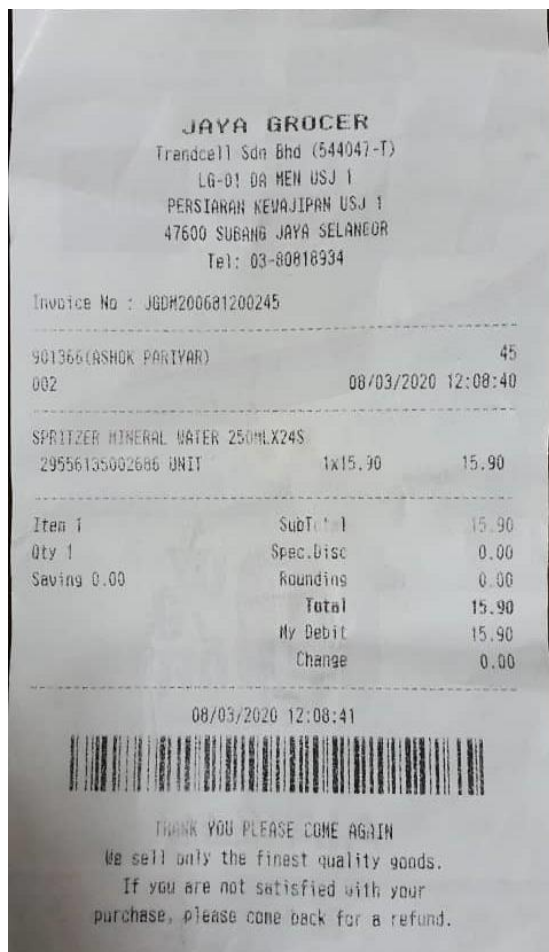 JAYA GROCER
Trendcell Sdn Bhd (544047-T)
LG-01 DA MEN USJ 1
PERSIARAN KEWAJIPAN USJ 1
47600 SUBANG JAYA SELANGOR
Tel: 03-80818934
Invoice No : JGDM200681200245
901366(ASHOK PARIYAR) 45
002 08/03/2020 12:08:40
SPRITZER MINERAL WATER 250MLX24S
29556135002686 UNIT 1x15.90 15.90
Item 1 SubTotal 15.90
Qty 1 Spec.Disc 0.00
Saving 0.00 Rounding 0.00
Total 15.90
My Debit 15.90
Change 0.00
08/03/2020 12:08:41
THANK YOU PLEASE COME AGAIN
We sell only the finest quality goods.
If you are not satisfied with your
purchase, please come back for a refund.